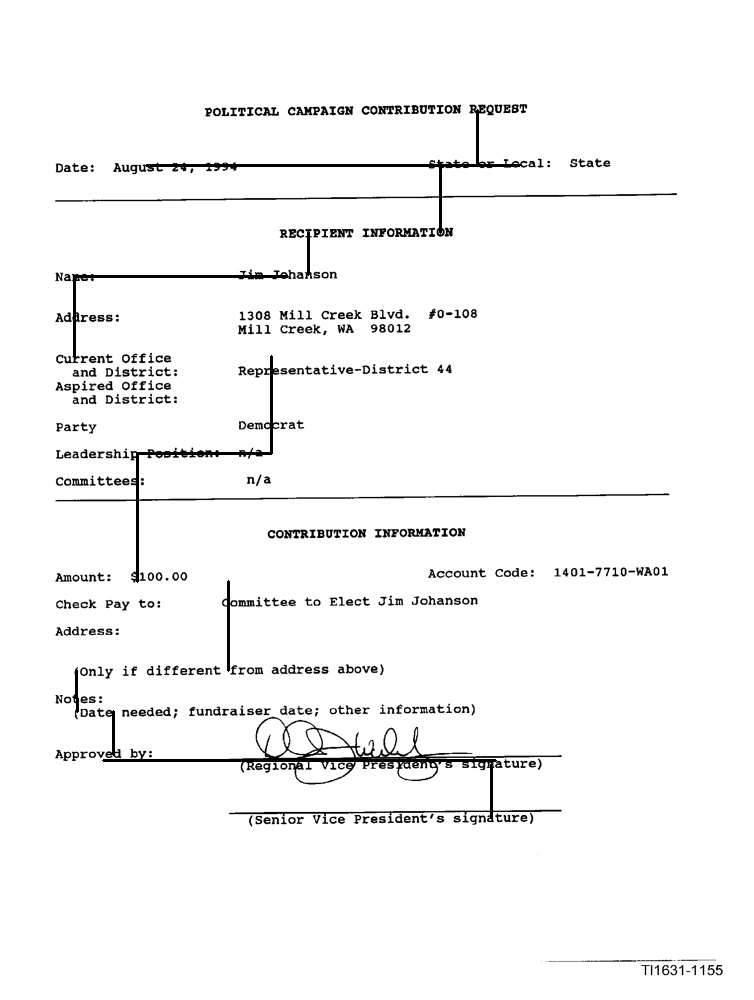 POLITICAL CAMPAIGN CONTRIBUTION REQUEST
Date: August 24, 1994 State or Local: State
RECIPIENT INFORMATION
Name: Jim Johanson
Address: 1308 Mill Creek Blvd. #0-108
Mill Creek, WA 98012
Current Office
and District: Representative-District 44
Aspired Office
and District:
Party Democrat
Leadership Position: n/a
Committees: n/a
CONTRIBUTION INFORMATION
Amount: $100.00 Account Code: 1401-7710-WA01
Check Pay to: Committee to Elect Jim Johanson
Address:
(Only if different from address above)
Notes:
(Date needed; fundraiser date; other information)
Approved by:
(Regional Vice President's signature)
(Senior Vice President's signature)
TI1631-1155